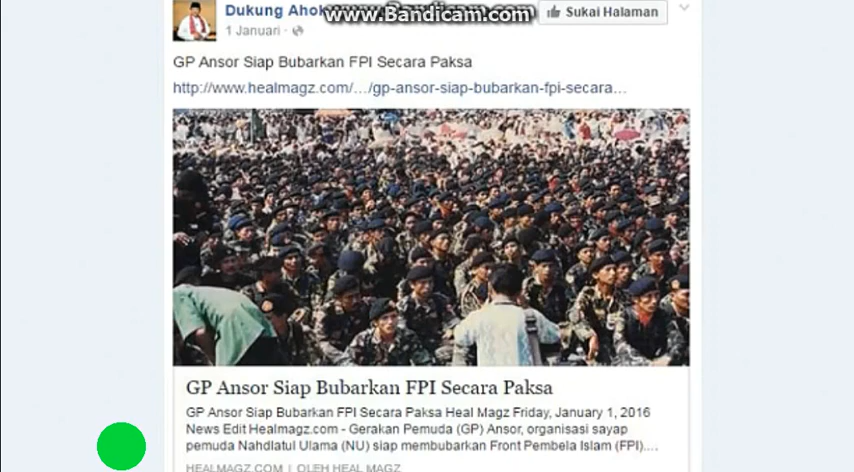 Dukung Ahok
www.Bandicam.com
Sukai Halaman
1 Januari
GP Ansor Siap Bubarkan FPI Secara Paksa
http://www.healmagz.com/…/gp-ansor-siap-bubarkan-fpi-secara…
GP Ansor Siap Bubarkan FPI Secara Paksa
GP Ansor Siap Bubarkan FPI Secara Paksa Heal Magz Friday, January 1, 2016
News Edit Healmagz.com - Gerakan Pemuda (GP) Ansor, organisasi sayap
pemuda Nahdlatul Ulama (NU) siap membubarkan Front Pembela Islam (FPI)....
HEALMAGZ.COM | OLEH HEAL MAGZ